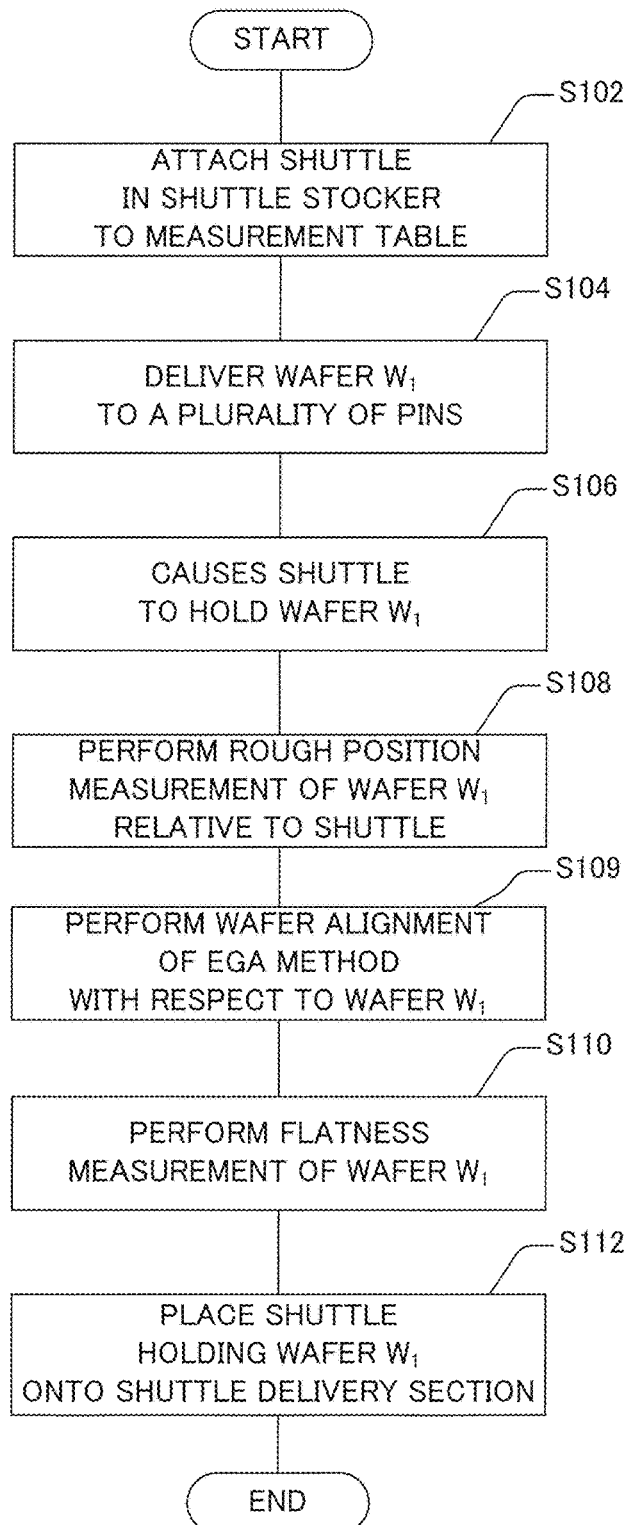 START
S102
ATTACH SHUTTLE
IN SHUTTLE STOCKER
TO MEASUREMENT TABLE
S104
DELIVER WAFER W₁
TO A PLURALITY OF PINS
S106
CAUSES SHUTTLE
TO HOLD WAFER W₁
S108
PERFORM ROUGH POSITION
MEASUREMENT OF WAFER W₁
RELATIVE TO SHUTTLE
S109
PERFORM WAFER ALIGNMENT
OF EGA METHOD
WITH RESPECT TO WAFER W₁
S110
PERFORM FLATNESS
MEASUREMENT OF WAFER W₁
S112
PLACE SHUTTLE
HOLDING WAFER W₁
ONTO SHUTTLE DELIVERY SECTION
END